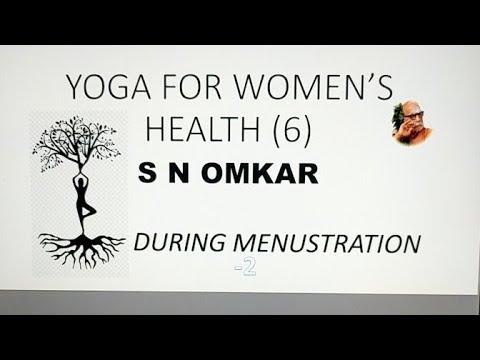 YOGA FOR WOMEN'S
HEALTH (6)
S N OMKAR
DURING MENUSTRATION
-2